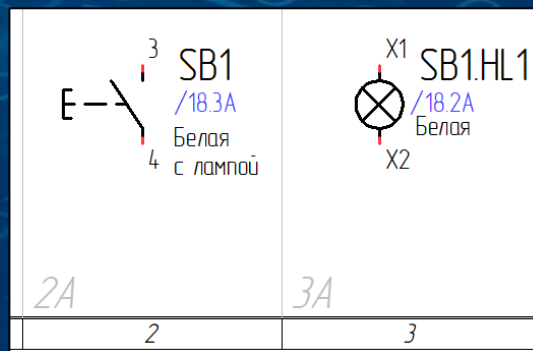 3
SB1
/18.3A
Белая
4
с лампой
X1
SB1.HL1
/18.2A
Белая
X2
2A
3A
2
3